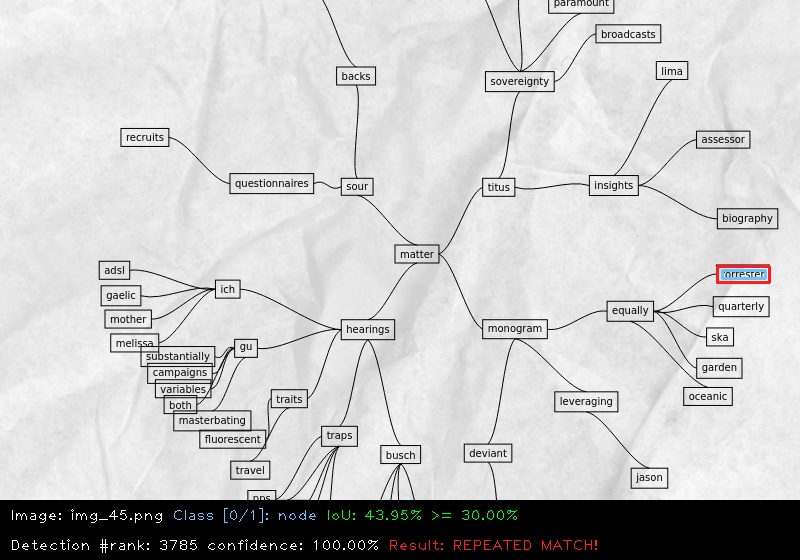 paramount
broadcasts
backs
sovereignty
lima
recruits
assessor
questionnaires
sour
titus
insights
biography
matter
adsl
orrester
ich
gaelic
quarterly
equally
mother
hearings
monogram
ska
melissa
gu
substantially
garden
campaigns
variables
oceanic
traits
leveraging
both
masterbating
fluorescent
traps
busch
deviant
travel
jason
pps
Image: img_45.png Class [0/1]: node IoU: 43.95% >= 30.00%
Detection #rank: 3785 confidence: 100.00% Result: REPEATED MATCH!